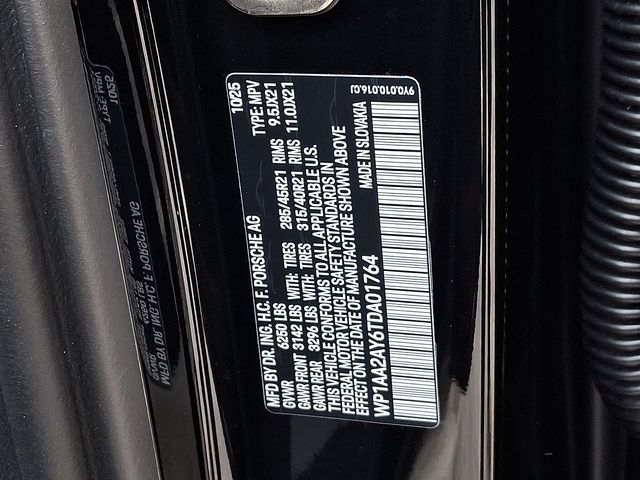 MFD BY DR. ING. H.C. F. PORSCHE AG 10/25
GVWR 6250 LBS TYPE: MPV
GAWR FRONT 3142 LBS WITH: TIRES 285/45R21 RIMS 9.5JX21
GAWR REAR 3296 LBS WITH: TIRES 315/40R21 RIMS 11.0JX21
THIS VEHICLE CONFORMS TO ALL APPLICABLE U.S.
FEDERAL MOTOR VEHICLE SAFETY STANDARDS IN
EFFECT ON THE DATE OF MANUFACTURE SHOWN ABOVE
WP1AA2AY6TDA01764 MADE IN SLOVAKIA
9Y0.010.016.CJ